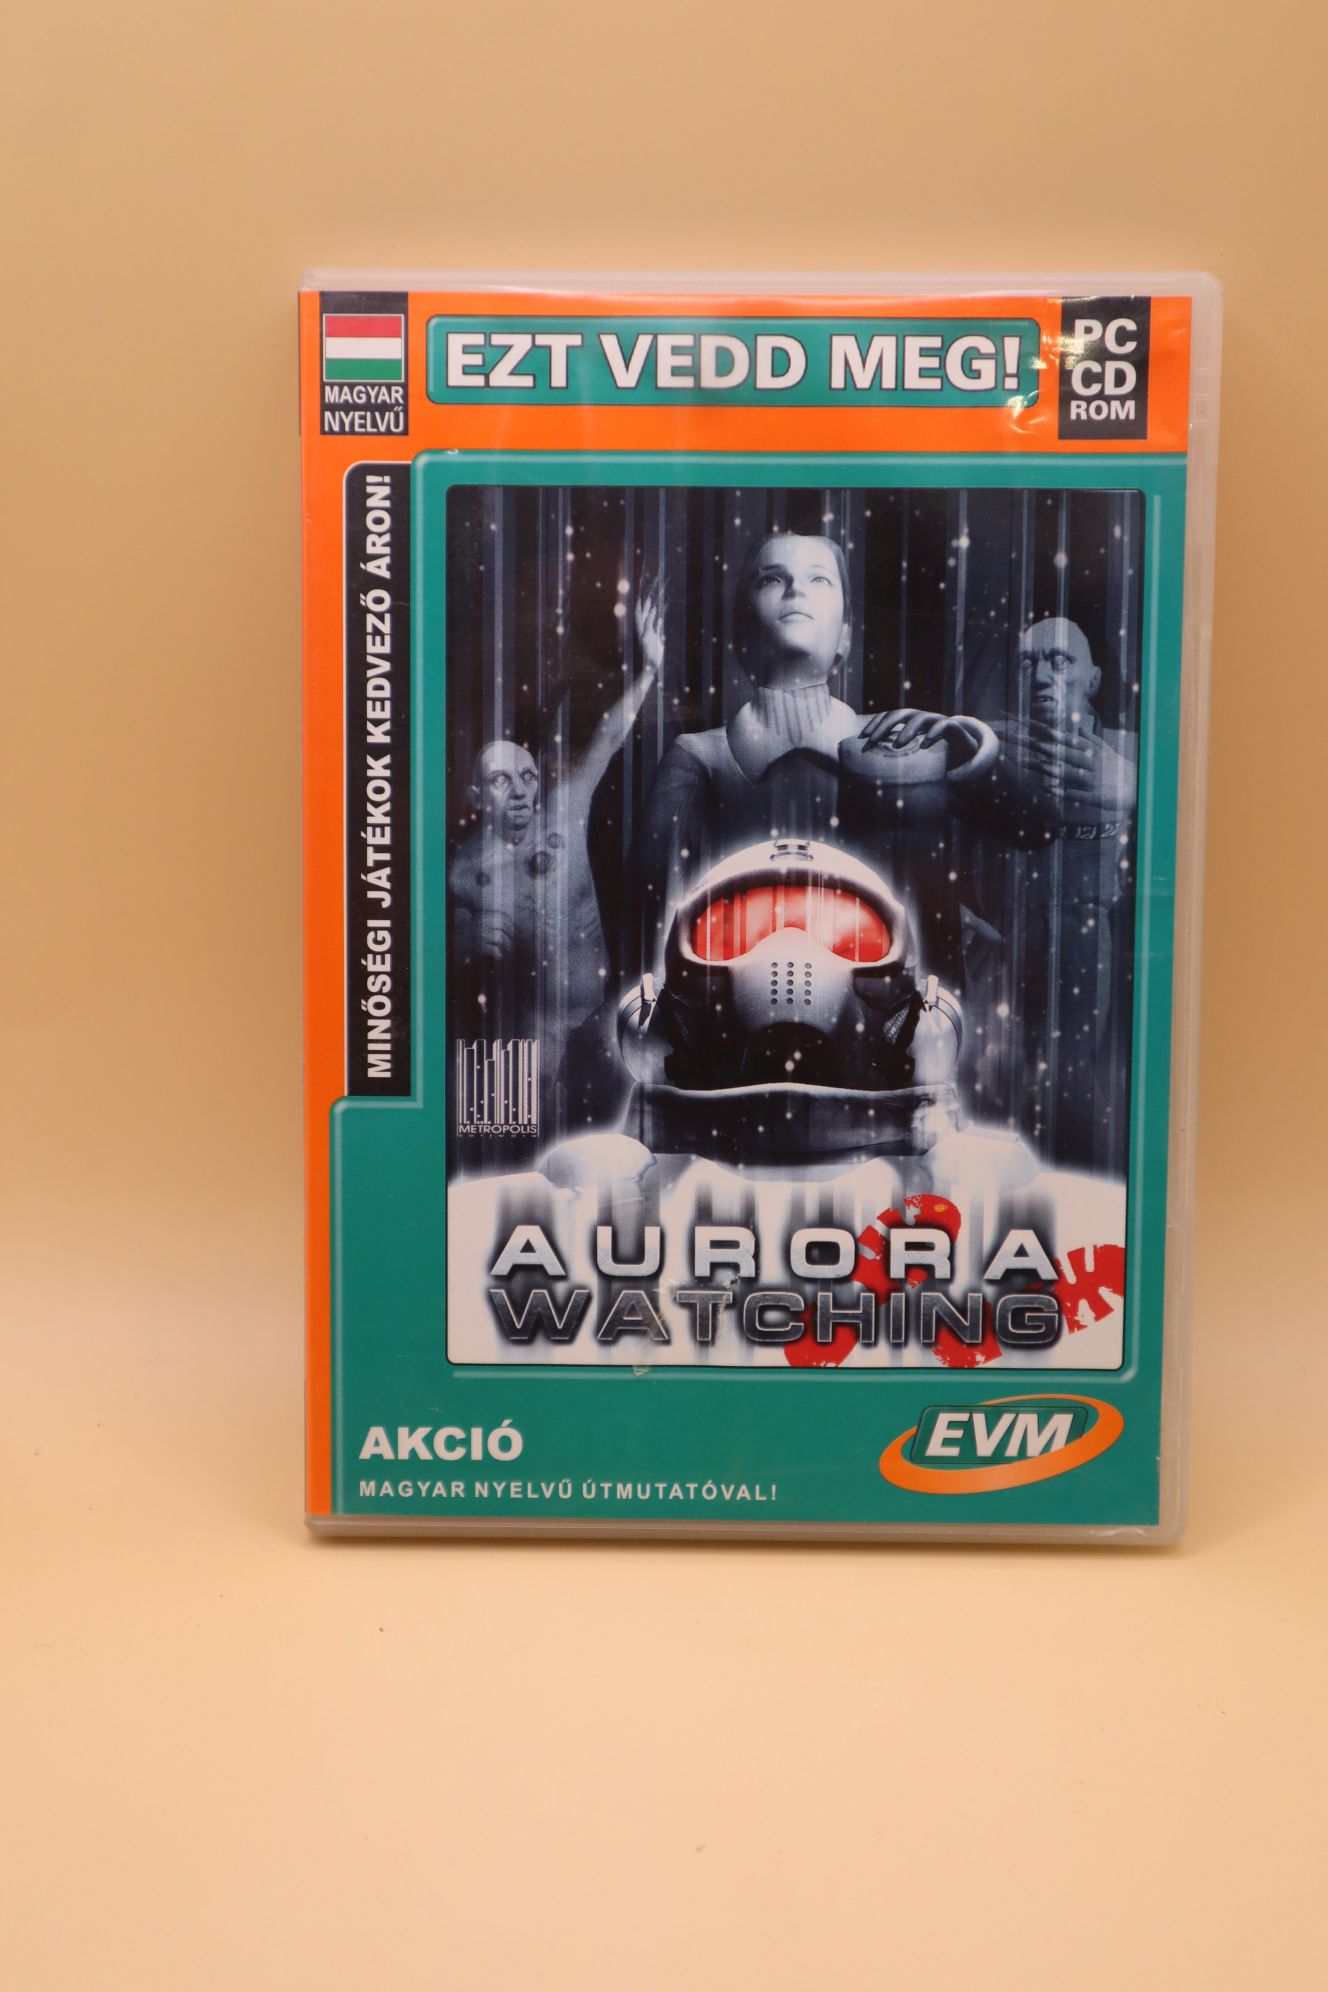 MAGYAR
NYELVŰ
EZT VEDD MEG!
PC
CD
ROM
MINŐSÉGI JÁTÉKOK KEDVEZŐ ÁRON!
METROPOLIS
software
AURORA
WATCHING
AKCIÓ
MAGYAR NYELVŰ ÚTMUTATÓVAL!
EVM